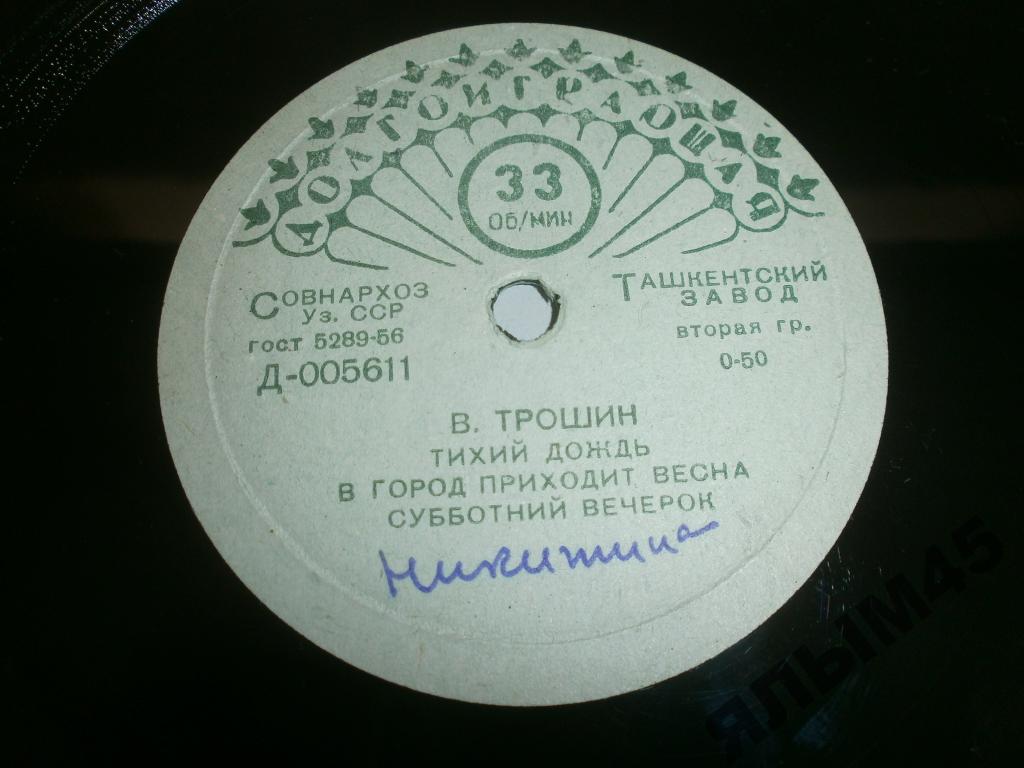 ДОЛГОИГРАЮЩАЯ
33
ОБ/МИН
СОВНАРХОЗ
Уз. ССР
ГОСТ 5289-56
Д-005611
ТАШКЕНТСКИЙ
ЗАВОД
вторая гр.
0-50
В. ТРОШИН
ТИХИЙ ДОЖДЬ
В ГОРОД ПРИХОДИТ ВЕСНА
СУББОТНИЙ ВЕЧЕРОК
Никитина
ЯЛЫМ45